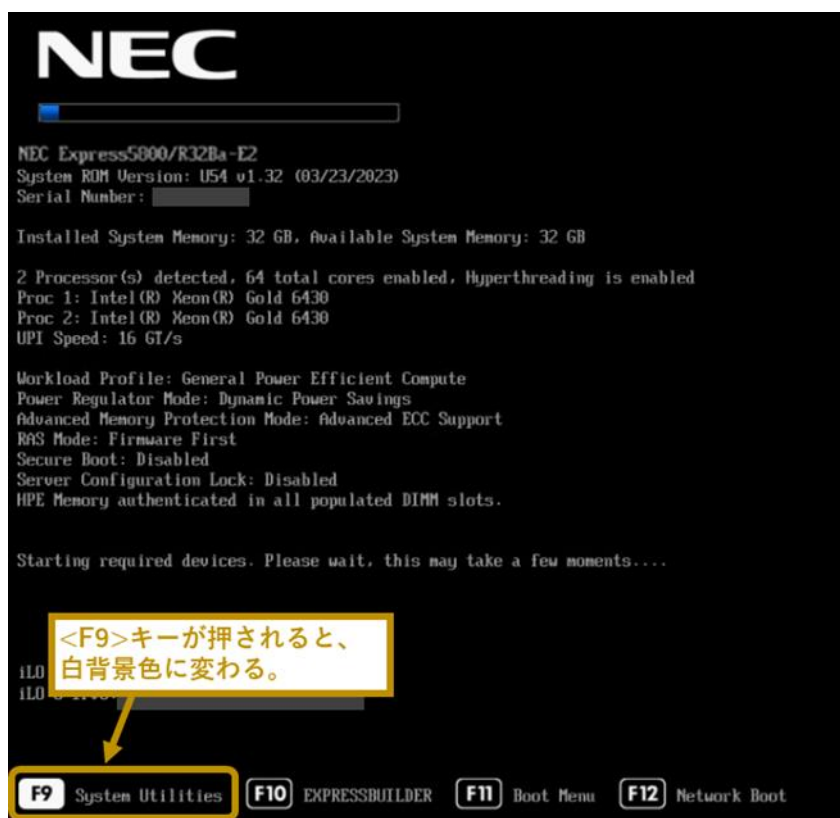 NEC
NEC Express5800/R32Ba-E2
System ROM Version: U54 v1.32 (03/23/2023)
Serial Number:
Installed System Memory: 32 GB, Available System Memory: 32 GB
2 Processor(s) detected, 64 total cores enabled, Hyperthreading is enabled
Proc 1: Intel(R) Xeon(R) Gold 6430
Proc 2: Intel(R) Xeon(R) Gold 6430
UPI Speed: 16 GT/s
Workload Profile: General Power Efficient Compute
Power Regulator Mode: Dynamic Power Savings
Advanced Memory Protection Mode: Advanced ECC Support
RAS Mode: Firmware First
Secure Boot: Disabled
Server Configuration Lock: Disabled
HPE Memory authenticated in all populated DIMM slots.
Starting required devices. Please wait, this may take a few moments....
<F9>キーが押されると、
白背景色に変わる。
iLO
iLO
F9 System Utilities F10 EXPRESSBUILDER F11 Boot Menu F12 Network Boot